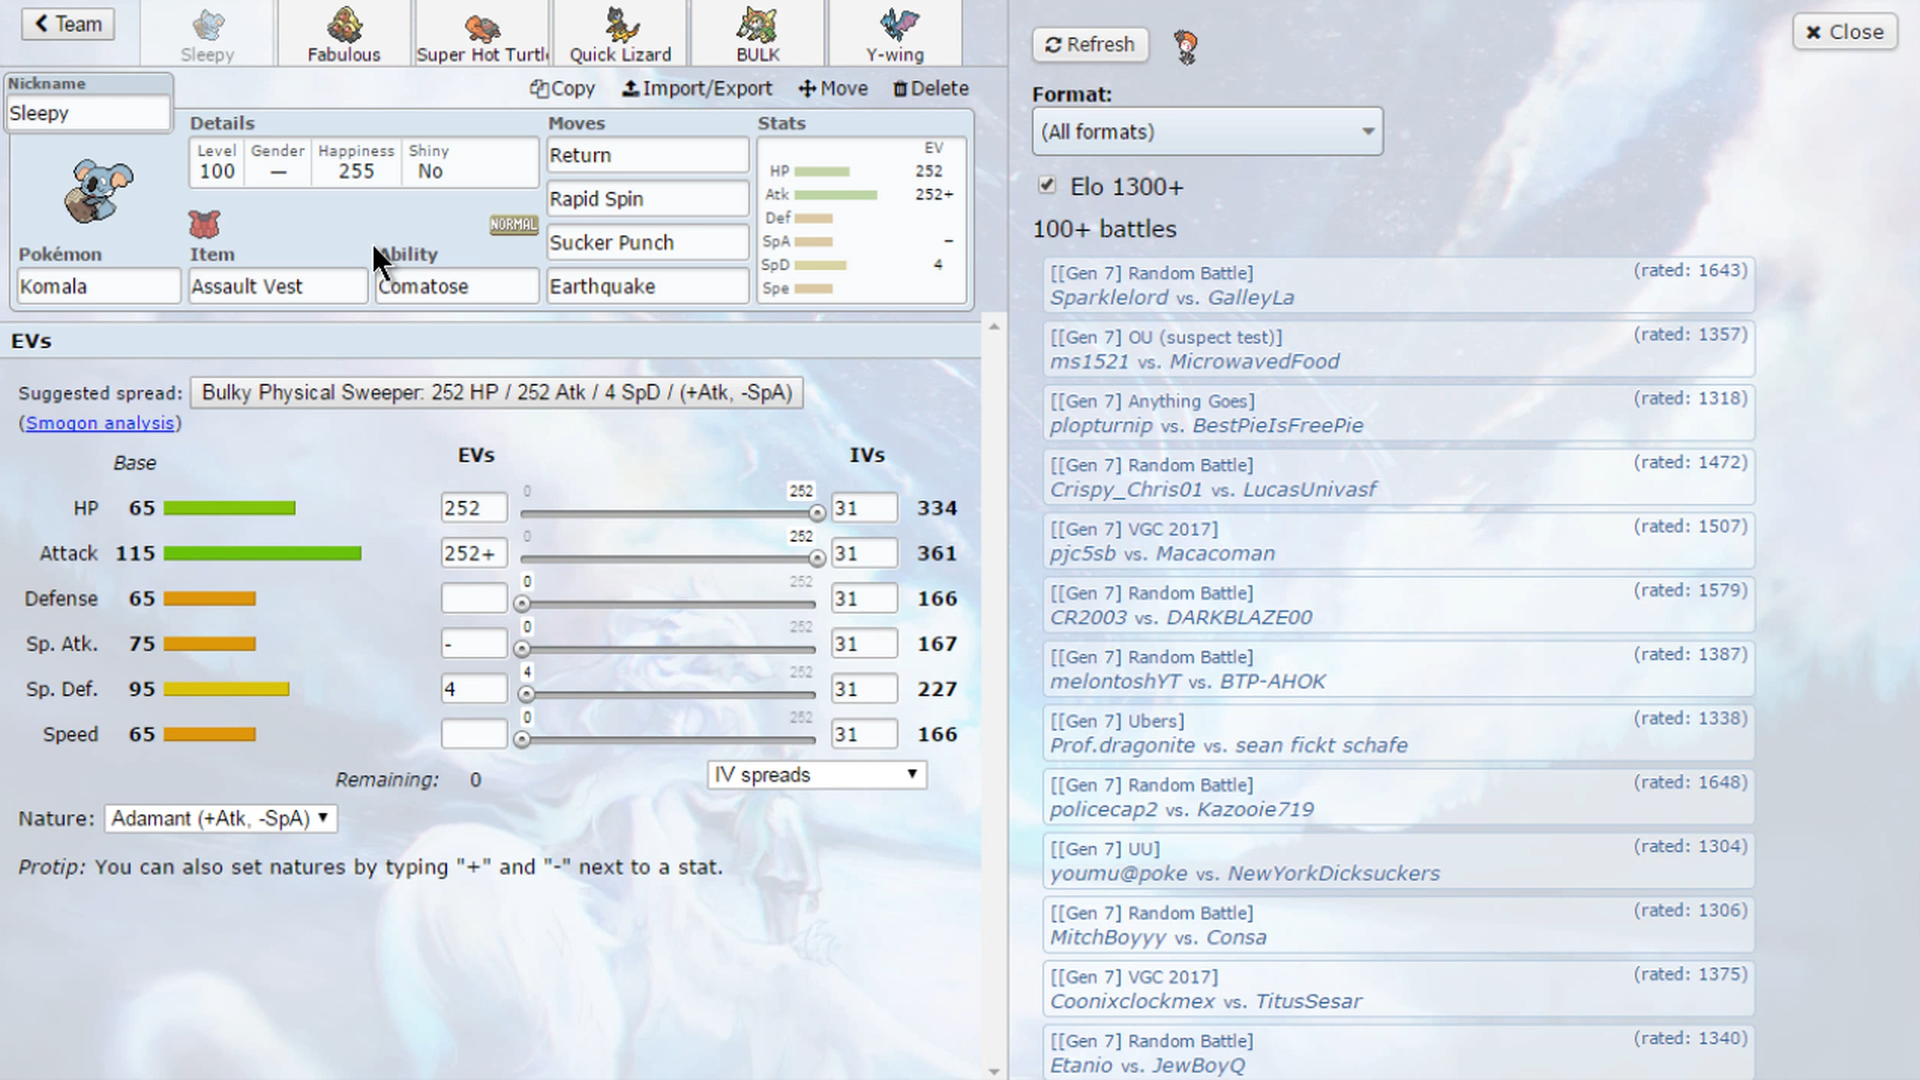 Team
Sleepy
Fabulous
Super Hot Turtl
Quick Lizard
BULK
Y-wing
Nickname
Sleepy
Copy
Import/Export
Move
Delete
Details
Level
100
Gender
—
Happiness
255
Shiny
No
NORMAL
Pokémon
Komala
Item
Assault Vest
Ability
Comatose
Moves
Return
Rapid Spin
Sucker Punch
Earthquake
Stats
EV
HP 252
Atk 252+
Def
SpA –
SpD 4
Spe
EVs
Suggested spread: Bulky Physical Sweeper: 252 HP / 252 Atk / 4 SpD / (+Atk, -SpA)
(Smogon analysis)
Base EVs IVs
HP 65 252 0 252 31 334
Attack 115 252+ 0 252 31 361
Defense 65 0 252 31 166
Sp. Atk. 75 - 0 252 31 167
Sp. Def. 95 4 4 252 31 227
Speed 65 0 252 31 166
Remaining: 0 IV spreads
Nature: Adamant (+Atk, -SpA)
Protip: You can also set natures by typing "+" and "-" next to a stat.
Refresh
Close
Format:
(All formats)
Elo 1300+
100+ battles
[[Gen 7] Random Battle] (rated: 1643)
Sparklelord vs. GalleyLa
[[Gen 7] OU (suspect test)] (rated: 1357)
ms1521 vs. MicrowavedFood
[[Gen 7] Anything Goes] (rated: 1318)
plopturnip vs. BestPieIsFreePie
[[Gen 7] Random Battle] (rated: 1472)
Crispy_Chris01 vs. LucasUnivasf
[[Gen 7] VGC 2017] (rated: 1507)
pjc5sb vs. Macacoman
[[Gen 7] Random Battle] (rated: 1579)
CR2003 vs. DARKBLAZE00
[[Gen 7] Random Battle] (rated: 1387)
melontoshYT vs. BTP-AHOK
[[Gen 7] Ubers] (rated: 1338)
Prof.dragonite vs. sean fickt schafe
[[Gen 7] Random Battle] (rated: 1648)
policecap2 vs. Kazooie719
[[Gen 7] UU] (rated: 1304)
youmu@poke vs. NewYorkDicksuckers
[[Gen 7] Random Battle] (rated: 1306)
MitchBoyyy vs. Consa
[[Gen 7] VGC 2017] (rated: 1375)
Coonixclockmex vs. TitusSesar
[[Gen 7] Random Battle] (rated: 1340)
Etanio vs. JewBoyQ